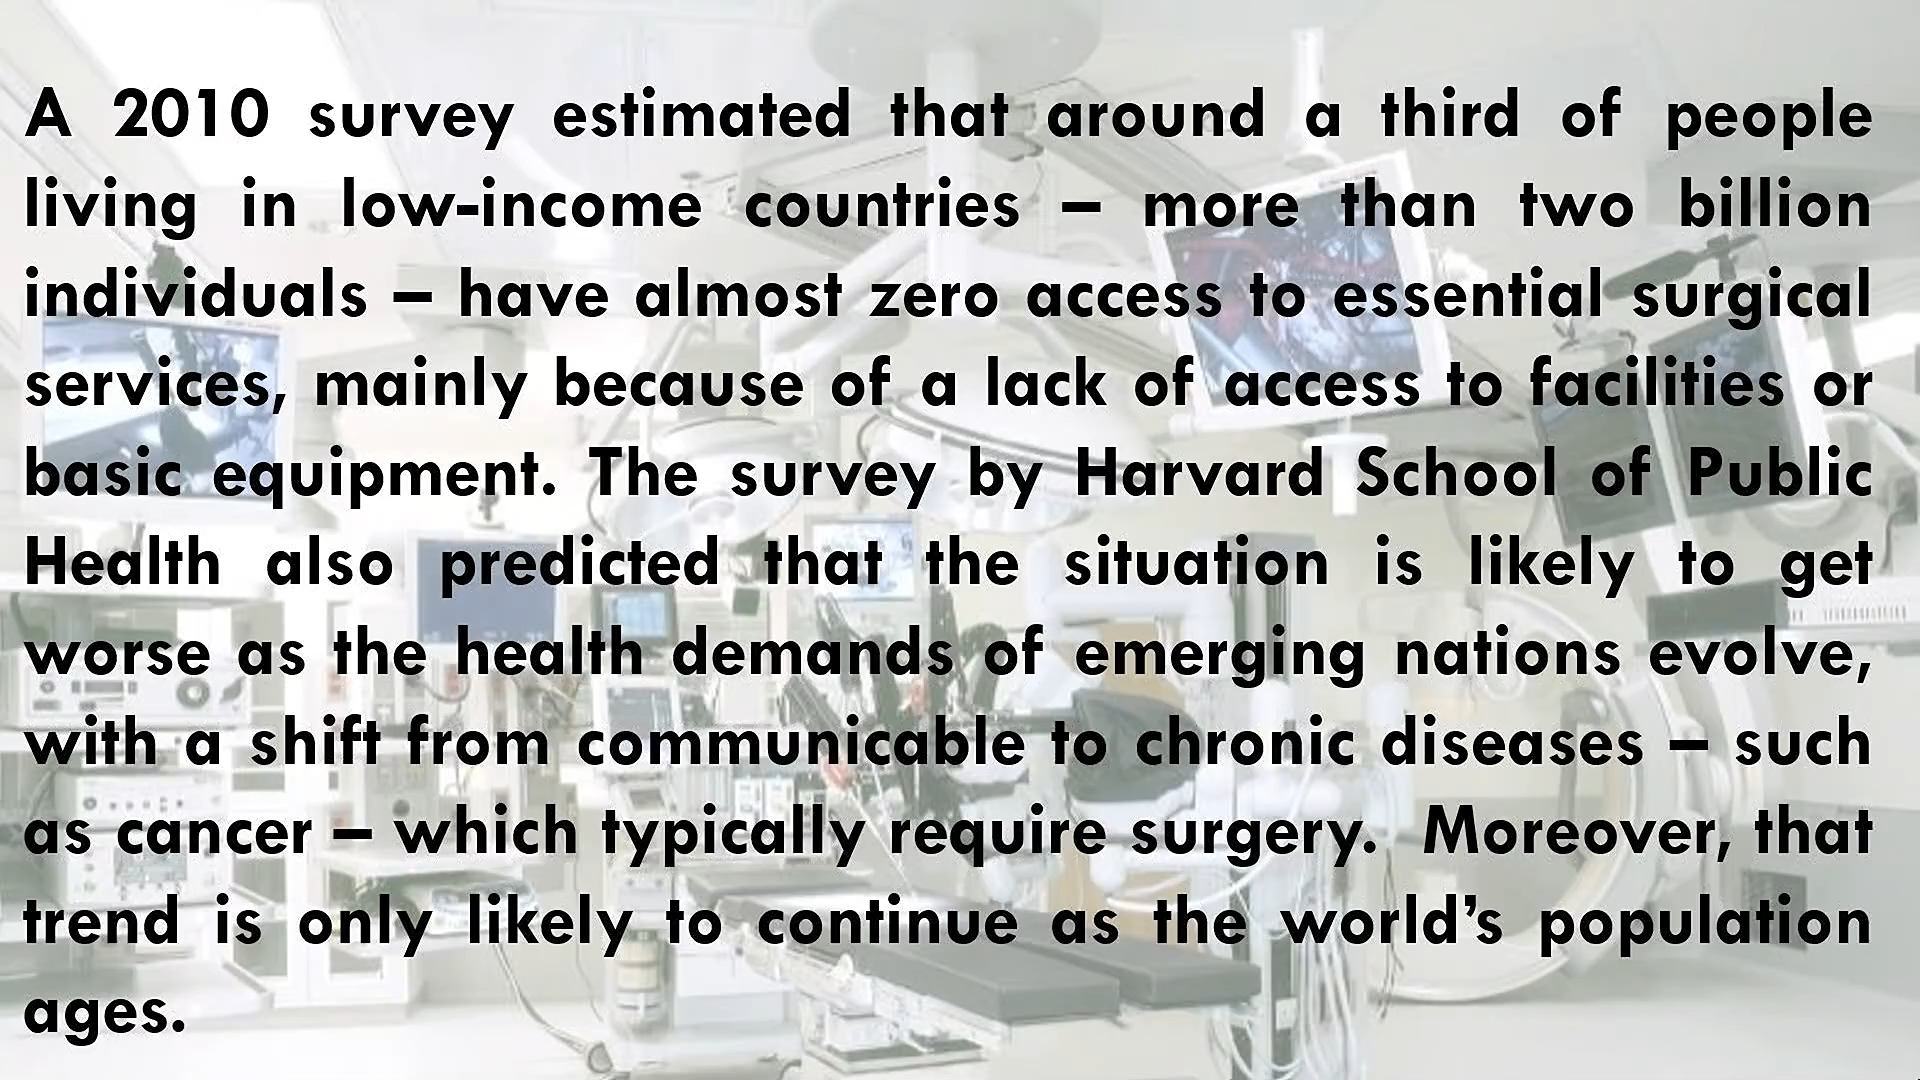 A 2010 survey estimated that around a third of people
living in low-income countries – more than two billion
individuals – have almost zero access to essential surgical
services, mainly because of a lack of access to facilities or
basic equipment. The survey by Harvard School of Public
Health also predicted that the situation is likely to get
worse as the health demands of emerging nations evolve,
with a shift from communicable to chronic diseases – such
as cancer – which typically require surgery.  Moreover, that
trend is only likely to continue as the world’s population
ages.